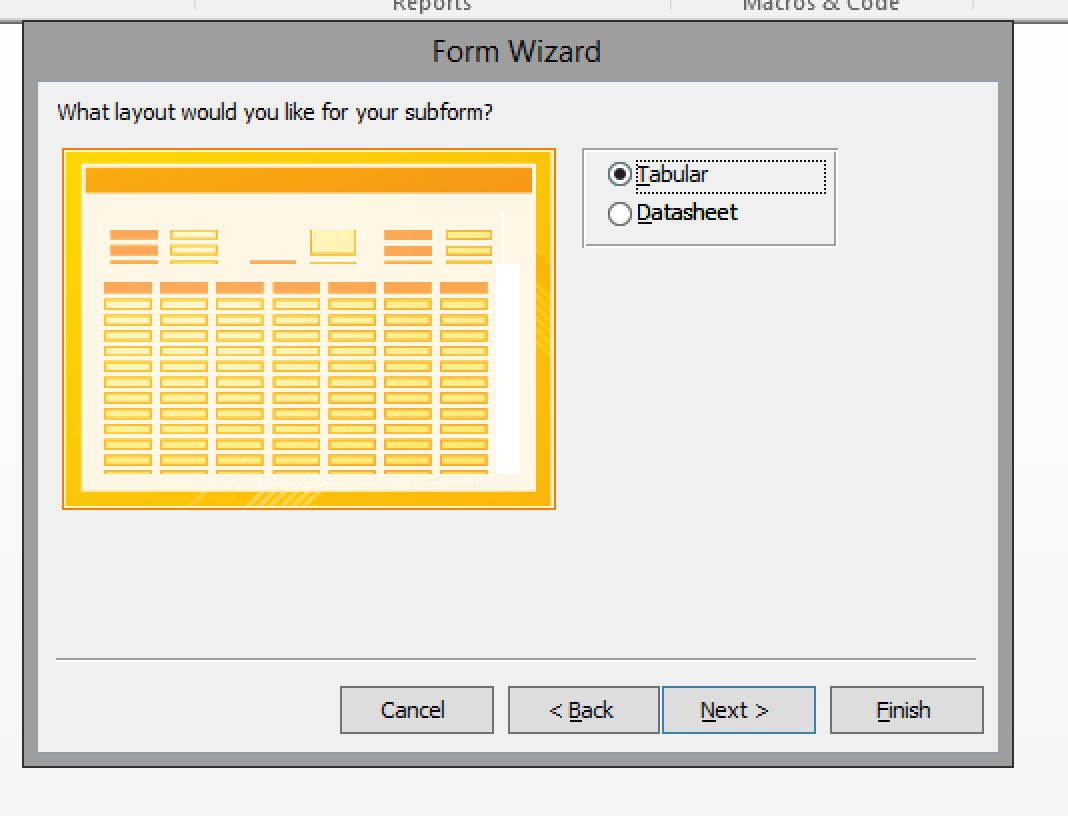 Reports
Macros & Code
Form Wizard
What layout would you like for your subform?
Tabular
Datasheet
Cancel
< Back
Next >
Finish